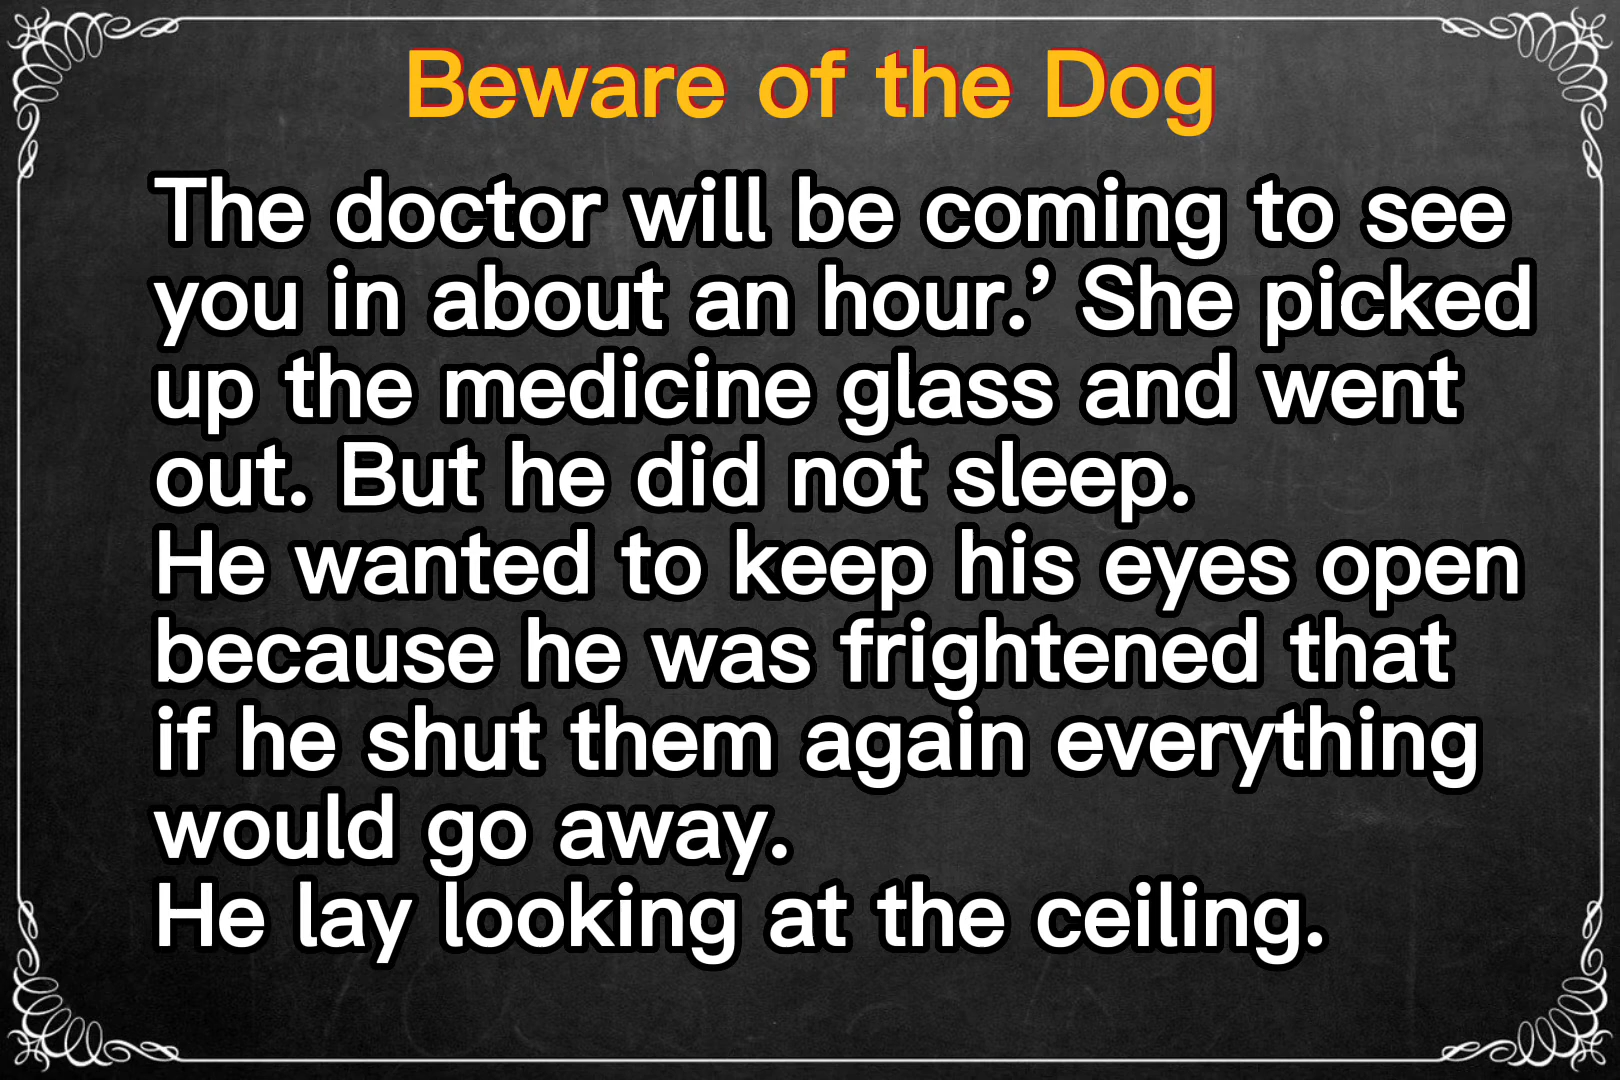 Beware of the Dog
The doctor will be coming to see
you in about an hour.’ She picked
up the medicine glass and went
out. But he did not sleep.
He wanted to keep his eyes open
because he was frightened that
if he shut them again everything
would go away.
He lay looking at the ceiling.